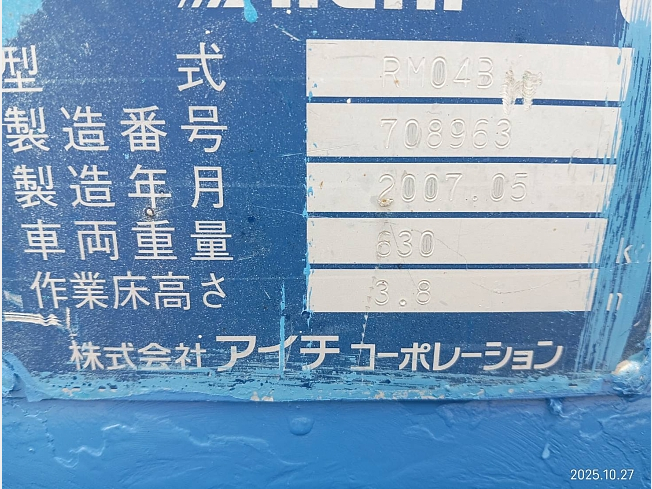 AICHI
型式 RM04B
製造番号 708963
製造年月 2007.05
車両重量 630 k
作業床高さ 3.8 m
株式会社 アイチ コーポレーション
2025.10.27